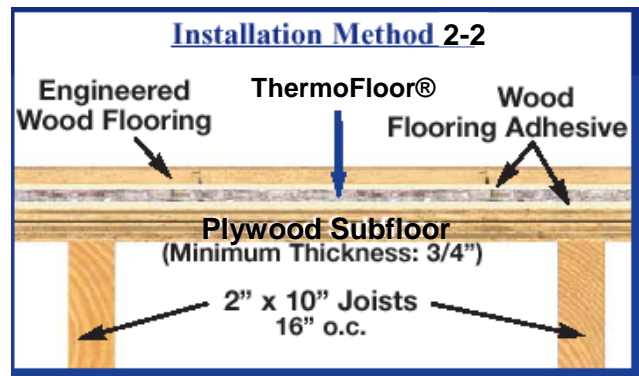 Installation Method 2-2
Engineered
Wood Flooring
ThermoFloor®
Wood
Flooring Adhesive
Plywood Subfloor
(Minimum Thickness: 3/4”)
2” x 10” Joists
16” o.c.